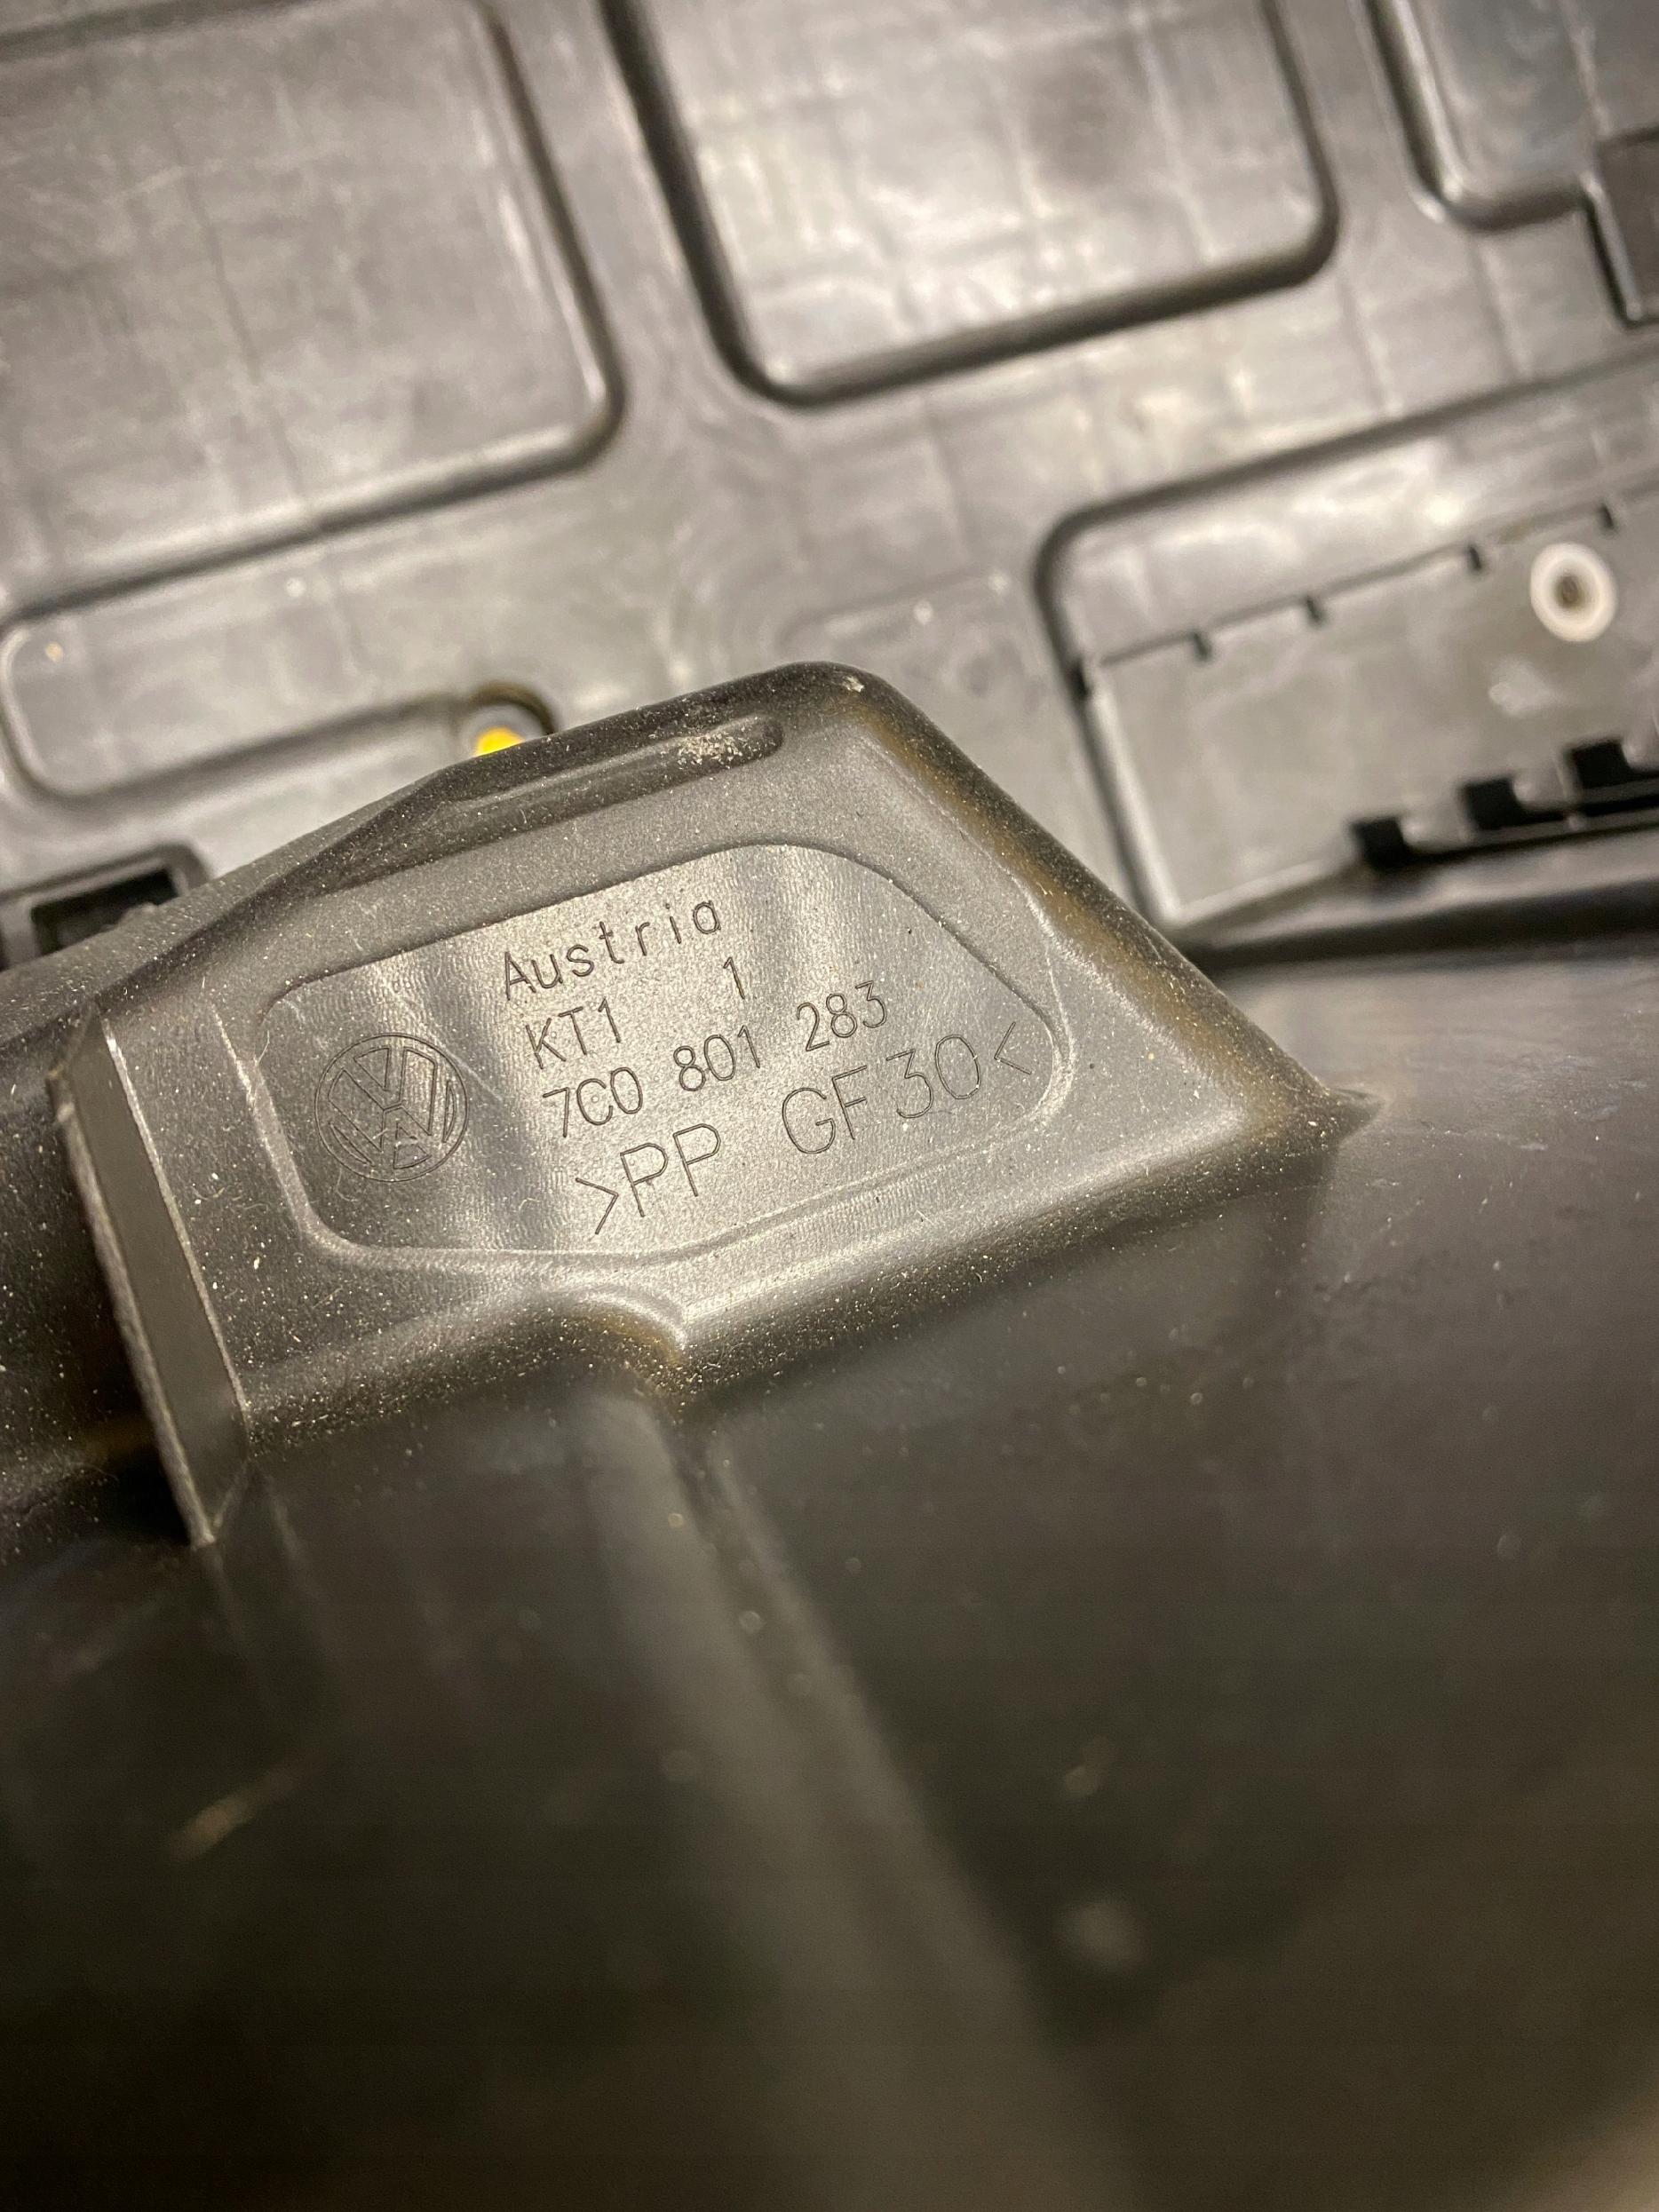 Austria
KT1 1
7C0 801 283
>PP GF30<